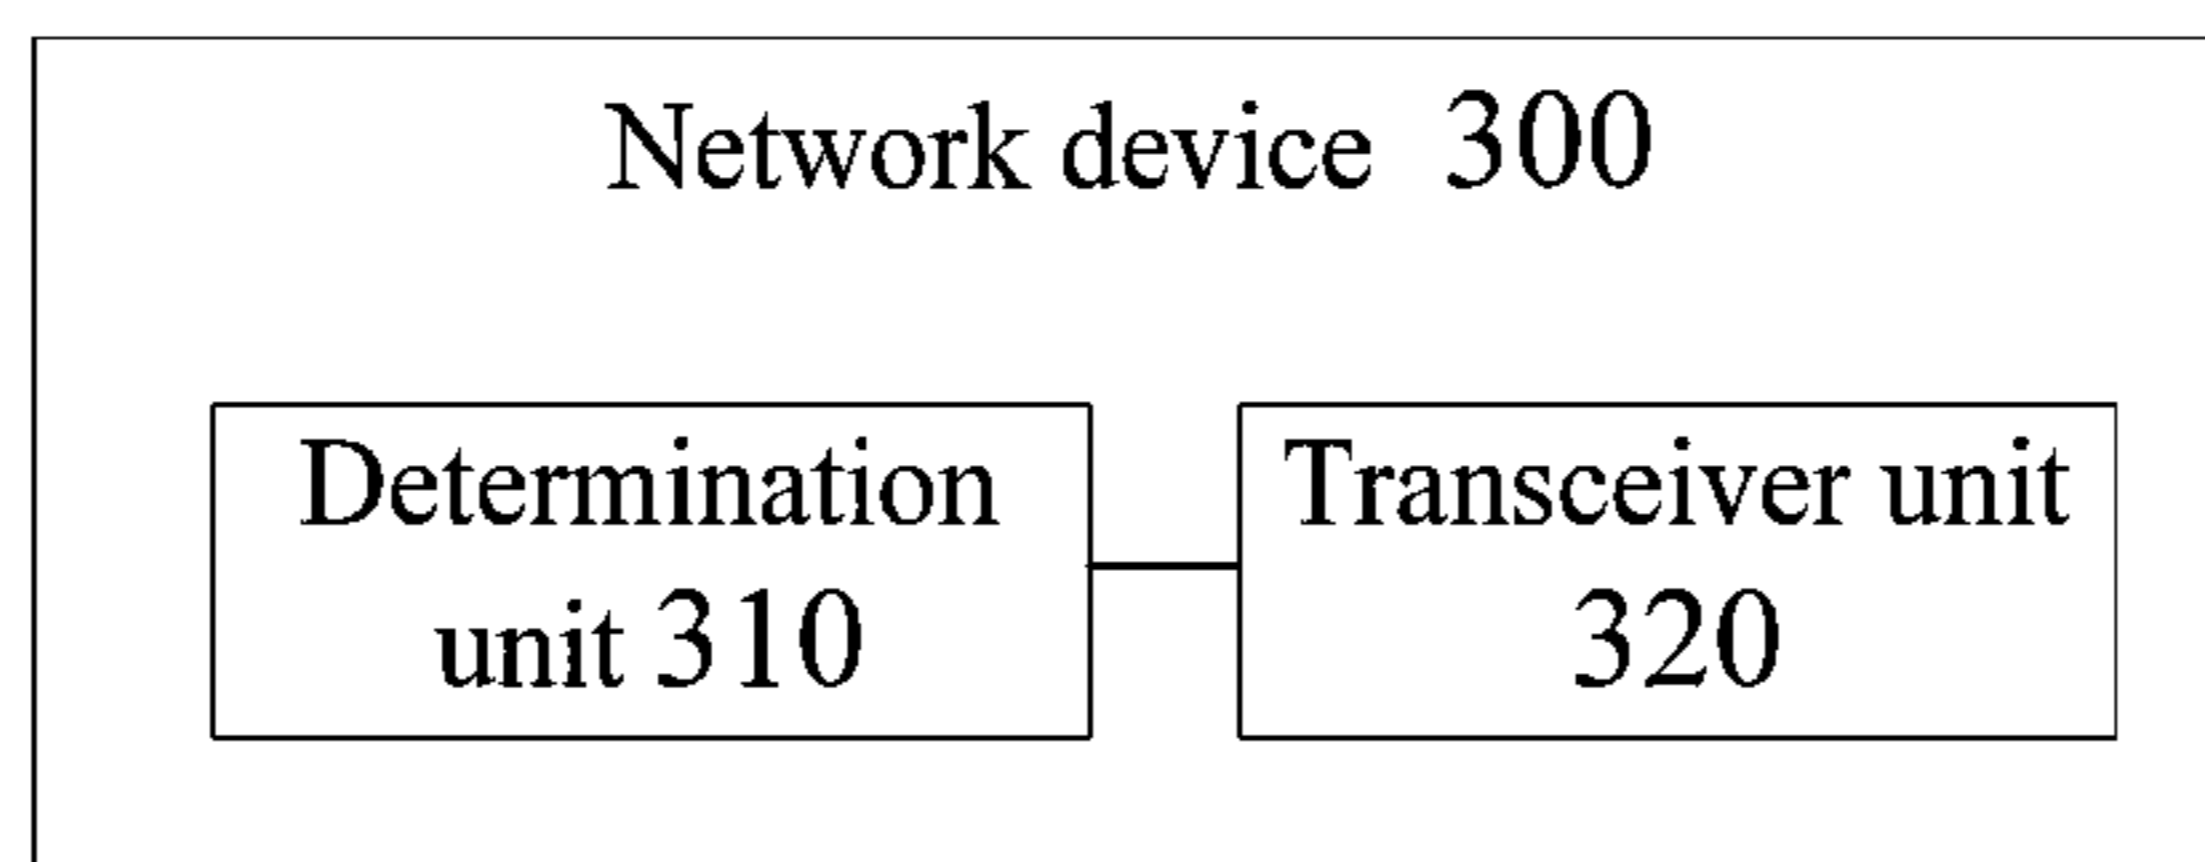 Network device 300
Determination
unit 310
Transceiver unit
320